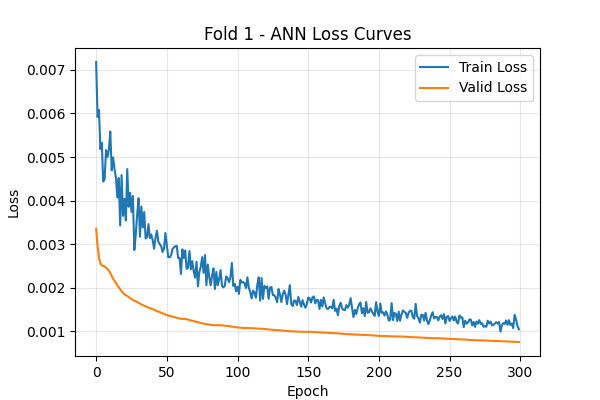 Fold 1 - ANN Loss Curves
Train Loss
Valid Loss
0.007
0.006
0.005
0.004
0.003
0.002
0.001
Loss
0 50 100 150 200 250 300
Epoch